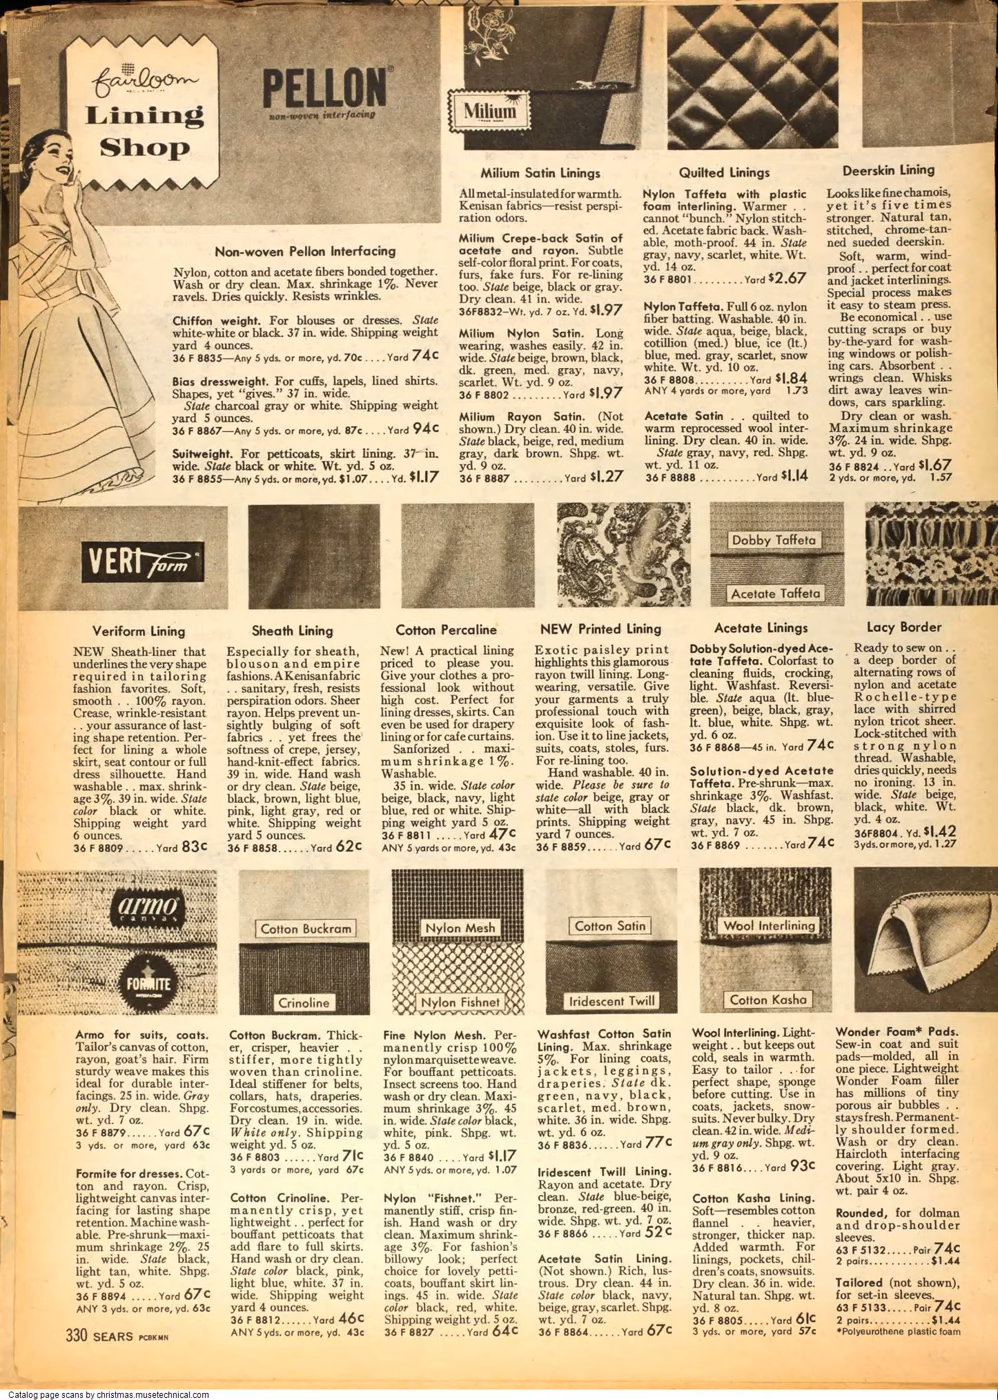 fairloom
Lining
Shop
PELLON®
non-woven interfacing
Milium
Non-woven Pellon Interfacing
Nylon, cotton and acetate fibers bonded together.
Wash or dry clean. Max. shrinkage 1%. Never
ravels. Dries quickly. Resists wrinkles.
Chiffon weight. For blouses or dresses. State
white-white or black. 37 in. wide. Shipping weight
yard 4 ounces.
36 F 8835—Any 5 yds. or more, yd. 70c....Yard 74c
Bias dressweight. For cuffs, lapels, lined shirts.
Shapes, yet "gives." 37 in. wide.
State charcoal gray or white. Shipping weight
yard 5 ounces.
36 F 8867—Any 5 yds. or more, yd. 87c....Yard 94c
Suitweight. For petticoats, skirt lining. 37 in.
wide. State black or white. Wt. yd. 5 oz.
36 F 8855—Any 5 yds. or more, yd. $1.07....Yd. $1.17
Milium Satin Linings
All metal-insulated for warmth.
Kenisan fabrics—resist perspi-
ration odors.
Milium Crepe-back Satin of
acetate and rayon. Subtle
self-color floral print. For coats,
furs, fake furs. For re-lining
too. State beige, black or gray.
Dry clean. 41 in. wide.
36F8832—Wt. yd. 7 oz. Yd. $1.97
Milium Nylon Satin. Long
wearing, washes easily. 42 in.
wide. State beige, brown, black,
dk. green, med. gray, navy,
scarlet. Wt. yd. 9 oz.
36 F 8802.........Yard $1.97
Milium Rayon Satin. (Not
shown.) Dry clean. 40 in. wide.
State black, beige, red, medium
gray, dark brown. Shpg. wt.
yd. 9 oz.
36 F 8887.........Yard $1.27
Quilted Linings
Nylon Taffeta with plastic
foam interlining. Warmer . .
cannot "bunch." Nylon stitch-
ed. Acetate fabric back. Wash-
able, moth-proof. 44 in. State
gray, navy, scarlet, white. Wt.
yd. 14 oz.
36 F 8801.........Yard $2.67
Nylon Taffeta. Full 6 oz. nylon
fiber batting. Washable. 40 in.
wide. State aqua, beige, black,
cotillion (med.) blue, ice (lt.)
blue, med. gray, scarlet, snow
white. Wt. yd. 10 oz.
36 F 8808..........Yard $1.84
ANY 4 yards or more, yard 1.73
Acetate Satin . . quilted to
warm reprocessed wool inter-
lining. Dry clean. 40 in. wide.
State gray, navy, red. Shpg.
wt. yd. 11 oz.
36 F 8888..........Yard $1.14
Deerskin Lining
Looks like fine chamois,
yet it's five times
stronger. Natural tan,
stitched, chrome-tan-
ned sueded deerskin.
Soft, warm, wind-
proof . . perfect for coat
and jacket interlinings.
Special process makes
it easy to steam press.
Be economical . . use
cutting scraps or buy
by-the-yard for wash-
ing windows or polish-
ing cars. Absorbent . .
wrings clean. Whisks
dirt away leaves win-
dows, cars sparkling.
Dry clean or wash.
Maximum shrinkage
3%. 24 in. wide. Shpg.
wt. yd. 9 oz.
36 F 8824..Yard $1.67
2 yds. or more, yd. 1.57
VERI form
Dobby Taffeta
Acetate Taffeta
Veriform Lining
NEW Sheath-liner that
underlines the very shape
required in tailoring
fashion favorites. Soft,
smooth . . 100% rayon.
Crease, wrinkle-resistant
. . your assurance of last-
ing shape retention. Per-
fect for lining a whole
skirt, seat contour or full
dress silhouette. Hand
washable . . max. shrink-
age 3%. 39 in. wide. State
color black or white.
Shipping weight yard
6 ounces.
36 F 8809.....Yard 83c
Sheath Lining
Especially for sheath,
blouson and empire
fashions. A Kenisan fabric
. . sanitary, fresh, resists
perspiration odors. Sheer
rayon. Helps prevent un-
sightly bulging of soft
fabrics . . yet frees the
softness of crepe, jersey,
hand-knit-effect fabrics.
39 in. wide. Hand wash
or dry clean. State beige,
black, brown, light blue,
pink, light gray, red or
white. Shipping weight
yard 5 ounces.
36 F 8858......Yard 62c
Cotton Percaline
New! A practical lining
priced to please you.
Give your clothes a pro-
fessional look without
high cost. Perfect for
lining dresses, skirts. Can
even be used for drapery
lining or for cafe curtains.
Sanforized . . maxi-
mum shrinkage 1%.
Washable.
35 in. wide. State color
beige, black, navy, light
blue, red or white. Ship-
ping weight yard 5 oz.
36 F 8811.....Yard 47c
ANY 5 yards or more, yd. 43c
NEW Printed Lining
Exotic paisley print
highlights this glamorous
rayon twill lining. Long-
wearing, versatile. Give
your garments a truly
professional touch with
exquisite look of fash-
ion. Use it to line jackets,
suits, coats, stoles, furs.
For re-lining too.
Hand washable. 40 in.
wide. Please be sure to
state color beige, gray or
white—all with black
prints. Shipping weight
yard 7 ounces.
36 F 8859......Yard 67c
Acetate Linings
Dobby Solution-dyed Ace-
tate Taffeta. Colorfast to
cleaning fluids, crocking,
light. Washfast. Reversi-
ble. State aqua (lt. blue-
green), beige, black, gray,
lt. blue, white. Shpg. wt.
yd. 6 oz.
36 F 8868—45 in. Yard 74c
Solution-dyed Acetate
Taffeta. Pre-shrunk—max.
shrinkage 3%. Washfast.
State black, dk. brown,
gray, navy. 45 in. Shpg.
wt. yd. 7 oz.
36 F 8869.......Yard 74c
Lacy Border
Ready to sew on . .
a deep border of
alternating rows of
nylon and acetate
Rochelle-type
lace with shirred
nylon tricot sheer.
Lock-stitched with
strong nylon
thread. Washable,
dries quickly, needs
no ironing. 13 in.
wide. State beige,
black, white. Wt.
yd. 4 oz.
36F8804. Yd. $1.42
3 yds. or more, yd. 1.27
armo
canvas
FORMITE
Cotton Buckram
Crinoline
Nylon Mesh
Nylon Fishnet
Cotton Satin
Iridescent Twill
Wool Interlining
Cotton Kasha
Armo for suits, coats.
Tailor's canvas of cotton,
rayon, goat's hair. Firm
sturdy weave makes this
ideal for durable inter-
facings. 25 in. wide. Gray
only. Dry clean. Shpg.
wt. yd. 7 oz.
36 F 8879......Yard 67c
3 yds. or more, yard 63c
Formite for dresses. Cot-
ton and rayon. Crisp,
lightweight canvas inter-
facing for lasting shape
retention. Machine wash-
able. Pre-shrunk—maxi-
mum shrinkage 2%. 25
in. wide. State black,
light tan, white. Shpg.
wt. yd. 5 oz.
36 F 8894.....Yard 67c
ANY 3 yds. or more, yd. 63c
Cotton Buckram. Thick-
er, crisper, heavier . .
stiffer, more tightly
woven than crinoline.
Ideal stiffener for belts,
collars, hats, draperies.
For costumes, accessories.
Dry clean. 19 in. wide.
White only. Shipping
weight yd. 5 oz.
36 F 8803......Yard 71c
3 yards or more, yard 67c
Cotton Crinoline. Per-
manently crisp, yet
lightweight . . perfect for
bouffant petticoats that
add flare to full skirts.
Hand wash or dry clean.
State color black, pink,
light blue, white. 37 in.
wide. Shipping weight
yard 4 ounces.
36 F 8812......Yard 46c
ANY 5 yards or more, yd. 43c
Fine Nylon Mesh. Per-
manently crisp 100%
nylon marquisette weave.
For bouffant petticoats.
Insect screens too. Hand
wash or dry clean. Maxi-
mum shrinkage 3%. 45
in. wide. State color black,
white, pink. Shpg. wt.
yd. 5 oz.
36 F 8840....Yard $1.17
ANY 5 yds. or more, yd. 1.07
Nylon "Fishnet." Per-
manently stiff, crisp fin-
ish. Hand wash or dry
clean. Maximum shrink-
age 3%. For fashion's
billowy look; perfect
choice for lovely petti-
coats, bouffant skirt lin-
ings. 45 in. wide. State
color black, red, white.
Shipping weight yd. 5 oz.
36 F 8827.....Yard 64c
Washfast Cotton Satin
Lining. Max. shrinkage
5%. For lining coats,
jackets, leggings,
draperies. State dk.
green, navy, black,
scarlet, med. brown,
white. 36 in. wide. Shpg.
wt. yd. 6 oz.
36 F 8836......Yard 77c
Iridescent Twill Lining.
Rayon and acetate. Dry
clean. State blue-beige,
bronze, red-green. 40 in.
wide. Shpg. wt. yd. 7 oz.
36 F 8866.....Yard 52c
Acetate Satin Lining.
(Not shown.) Rich, lus-
trous. Dry clean. 44 in.
State color black, navy,
beige, gray, scarlet. Shpg.
wt. yd. 7 oz.
36 F 8864......Yard 67c
Wool Interlining. Light-
weight . . but keeps out
cold, seals in warmth.
Easy to tailor . . for
perfect shape, sponge
before cutting. Use in
coats, jackets, snow-
suits. Never bulky. Dry
clean. 42 in. wide. Medi-
um gray only. Shpg. wt.
yd. 9 oz.
36 F 8816....Yard 93c
Cotton Kasha Lining.
Soft—resembles cotton
flannel . . heavier,
stronger, thicker nap.
Added warmth. For
linings, pockets, chil-
dren's coats, snowsuits.
Dry clean. 36 in. wide.
Natural tan. Shpg. wt.
yd. 8 oz.
36 F 8805.....Yard 61c
3 yds. or more, yard 57c
Wonder Foam* Pads.
Sew-in coat and suit
pads—molded, all in
one piece. Lightweight
Wonder Foam filler
has millions of tiny
porous air bubbles . .
stays fresh. Permanent-
ly shoulder formed.
Wash or dry clean.
Haircloth interfacing
covering. Light gray.
About 5x10 in. Shpg.
wt. pair 4 oz.
Rounded, for dolman
and drop-shoulder
sleeves.
63 F 5132.....Pair 74c
2 pairs...........$1.44
Tailored (not shown),
for set-in sleeves.
63 F 5133.....Pair 74c
2 pairs...........$1.44
*Polyeurothene plastic foam
330 SEARS PCBKMN
Catalog page scans by christmas.musetechnical.com